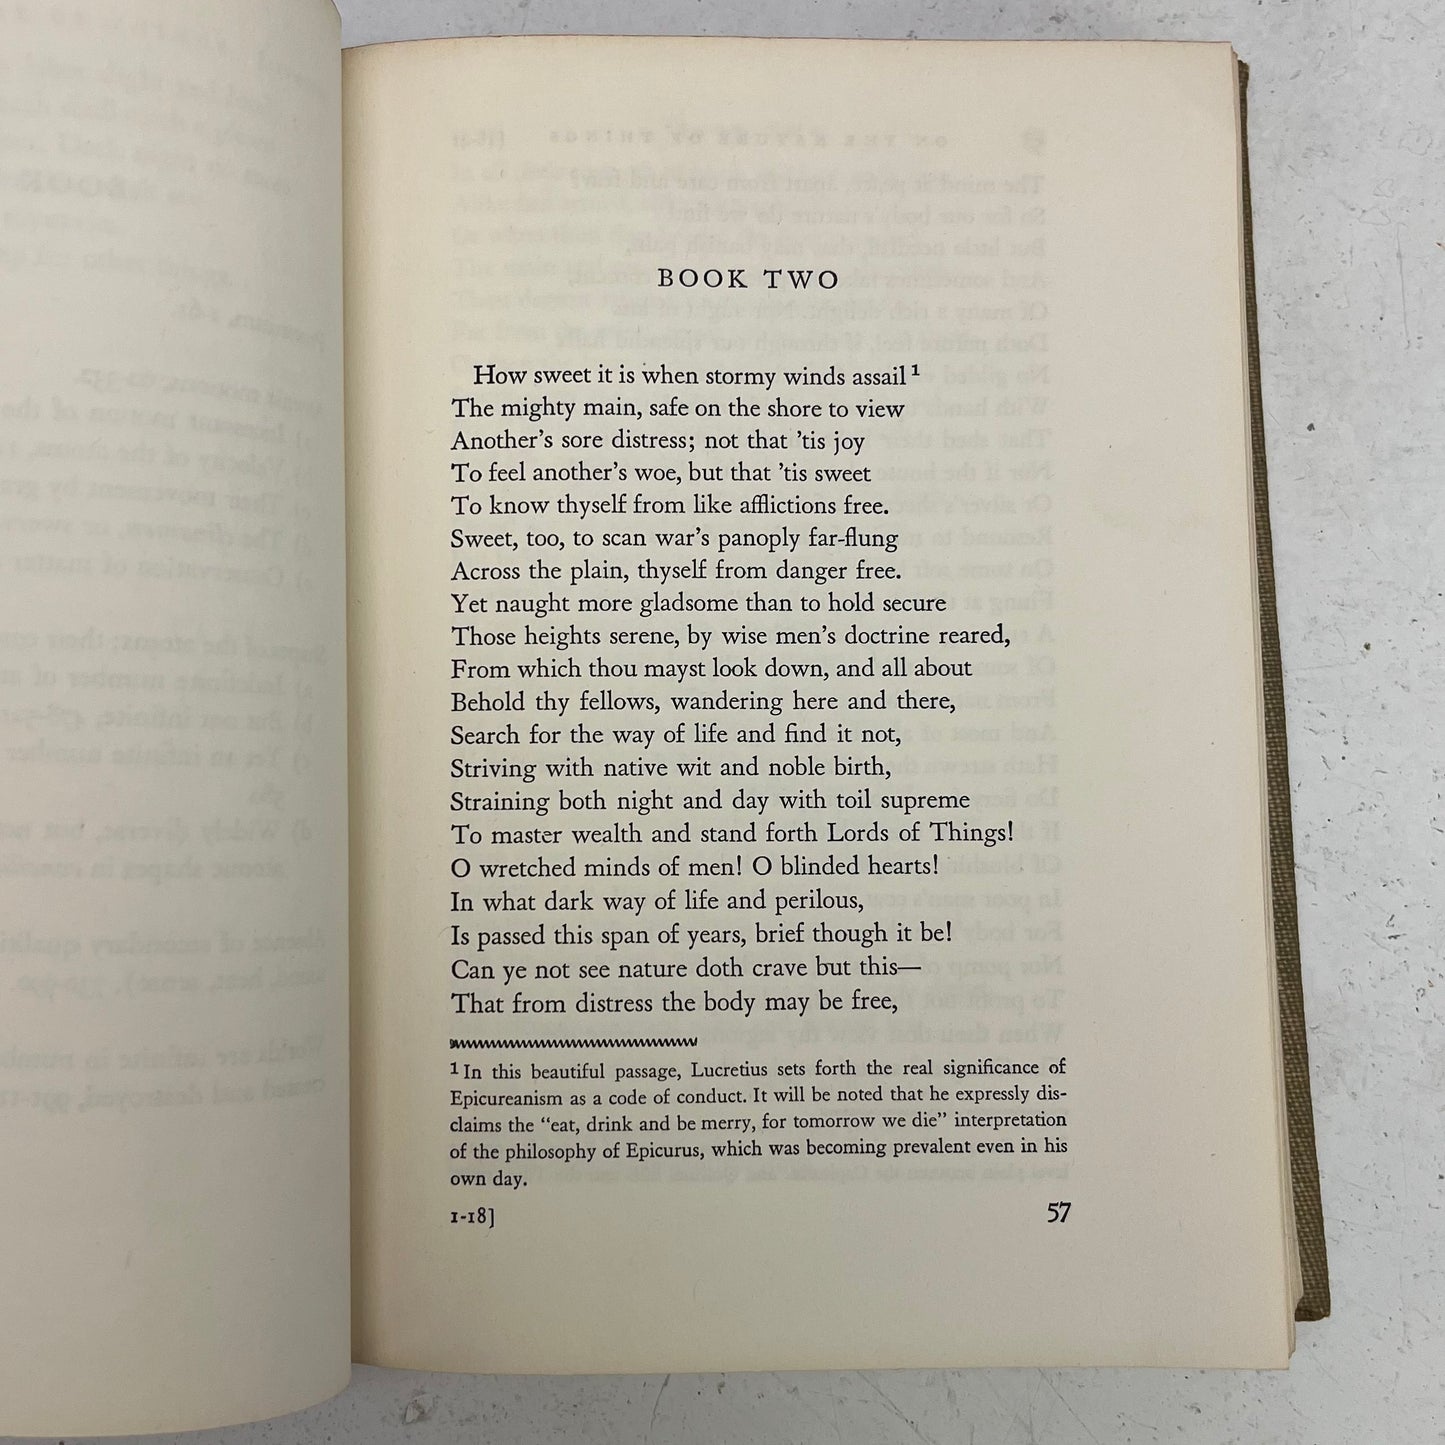 BOOK TWO
How sweet it is when stormy winds assail¹
The mighty main, safe on the shore to view
Another's sore distress; not that 'tis joy
To feel another's woe, but that 'tis sweet
To know thyself from like afflictions free.
Sweet, too, to scan war's panoply far-flung
Across the plain, thyself from danger free.
Yet naught more gladsome than to hold secure
Those heights serene, by wise men's doctrine reared,
From which thou mayst look down, and all about
Behold thy fellows, wandering here and there,
Search for the way of life and find it not,
Striving with native wit and noble birth,
Straining both night and day with toil supreme
To master wealth and stand forth Lords of Things!
O wretched minds of men! O blinded hearts!
In what dark way of life and perilous,
Is passed this span of years, brief though it be!
Can ye not see nature doth crave but this—
That from distress the body may be free,
¹ In this beautiful passage, Lucretius sets forth the real significance of
Epicureanism as a code of conduct. It will be noted that he expressly dis-
claims the “eat, drink and be merry, for tomorrow we die” interpretation
of the philosophy of Epicurus, which was becoming prevalent even in his
own day.
1-18]
57